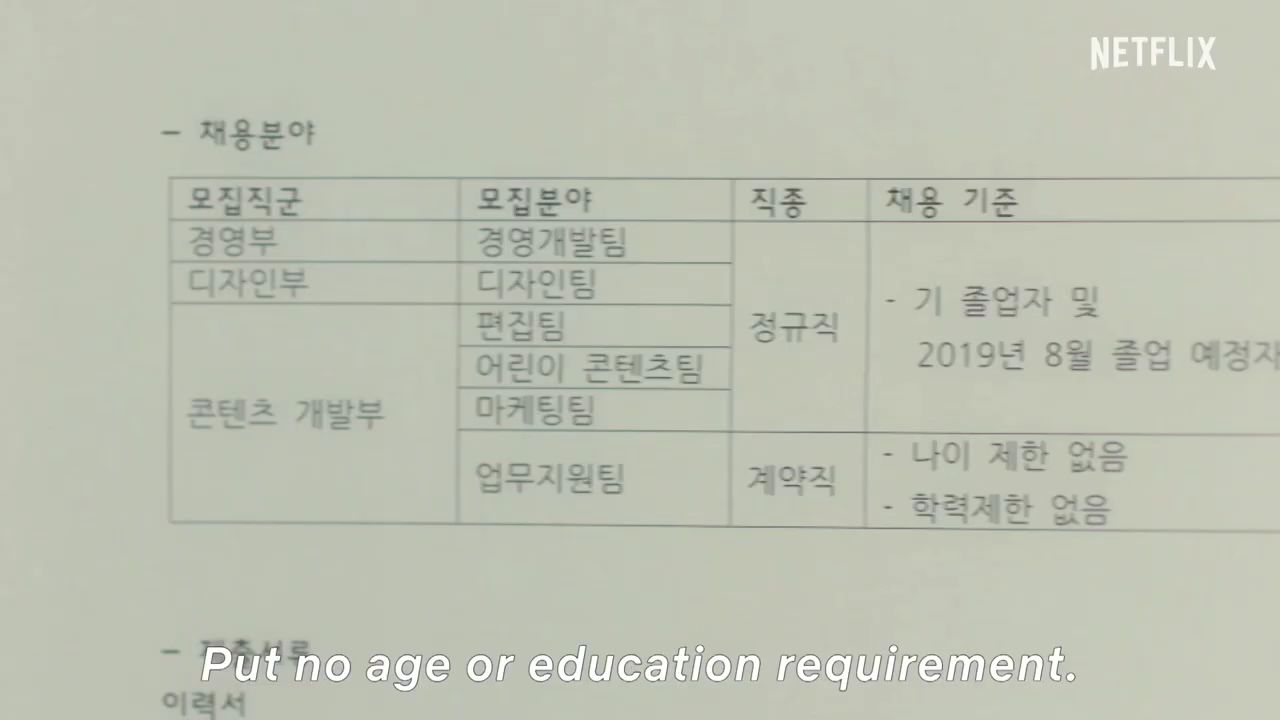 NETFLIX
– 채용분야
모집직군 모집분야 직종 채용 기준
경영부 경영개발팀
디자인부 디자인팀
편집팀
어린이 콘텐츠팀
마케팅팀
콘텐츠 개발부
정규직
- 기 졸업자 및
2019년 8월 졸업 예정자
업무지원팀 계약직
- 나이 제한 없음
- 학력제한 없음
– 제출서류
Put no age or education requirement.
이력서